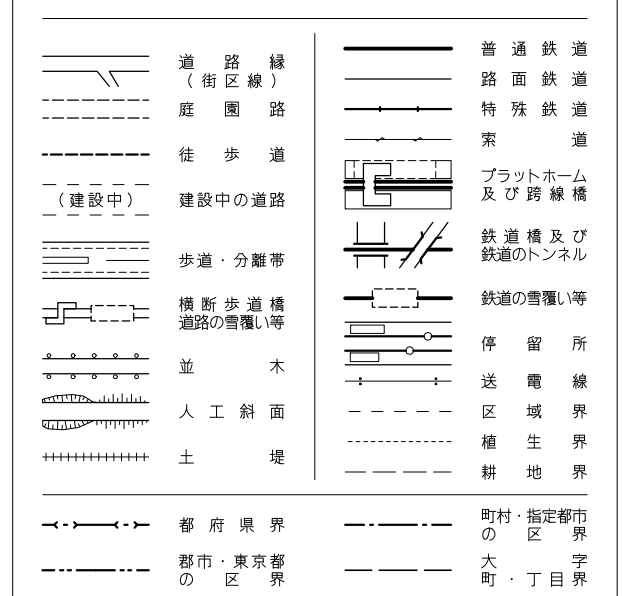 道路縁
（街区線）
庭園路
徒歩道
(建設中)
建設中の道路
歩道・分離帯
横断歩道橋
道路の雪覆い等
並木
人工斜面
土堤
普通鉄道
路面鉄道
特殊鉄道
索道
プラットホーム
及び跨線橋
鉄道橋及び
鉄道のトンネル
鉄道の雪覆い等
停留所
送電線
区域界
植生界
耕地界
都府県界
郡市・東京都
の区界
町村・指定都市
の区界
大字
町・丁目界